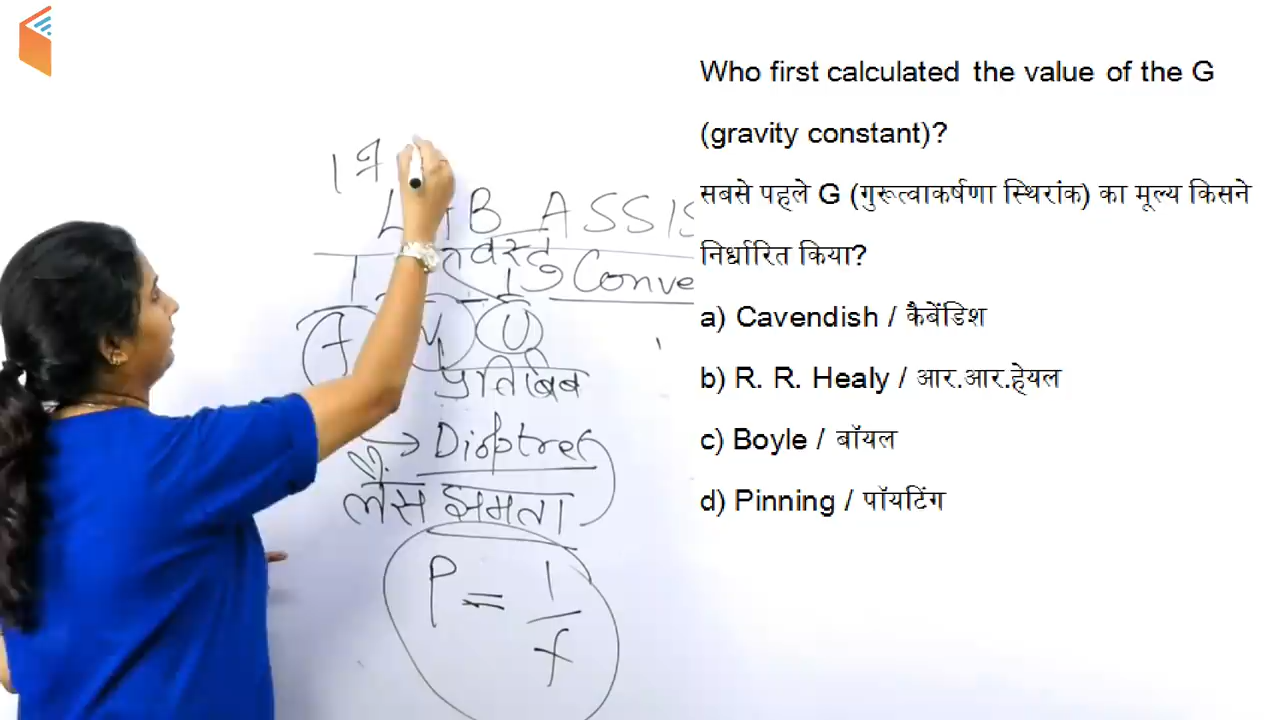 Who first calculated the value of the G
(gravity constant)?
सबसे पहले G (गुरूत्वाकर्षणा स्थिरांक) का मूल्य किसने
निर्धारित किया?
a) Cavendish / कैबेंडिश
b) R. R. Healy / आर.आर.हेयल
c) Boyle / बॉयल
d) Pinning / पॉयटिंग
LAB ASSIS
वस्तु
Conve
f v u
प्रतिबिंब
Dioptre
लैंस क्षमता
P = 1/f